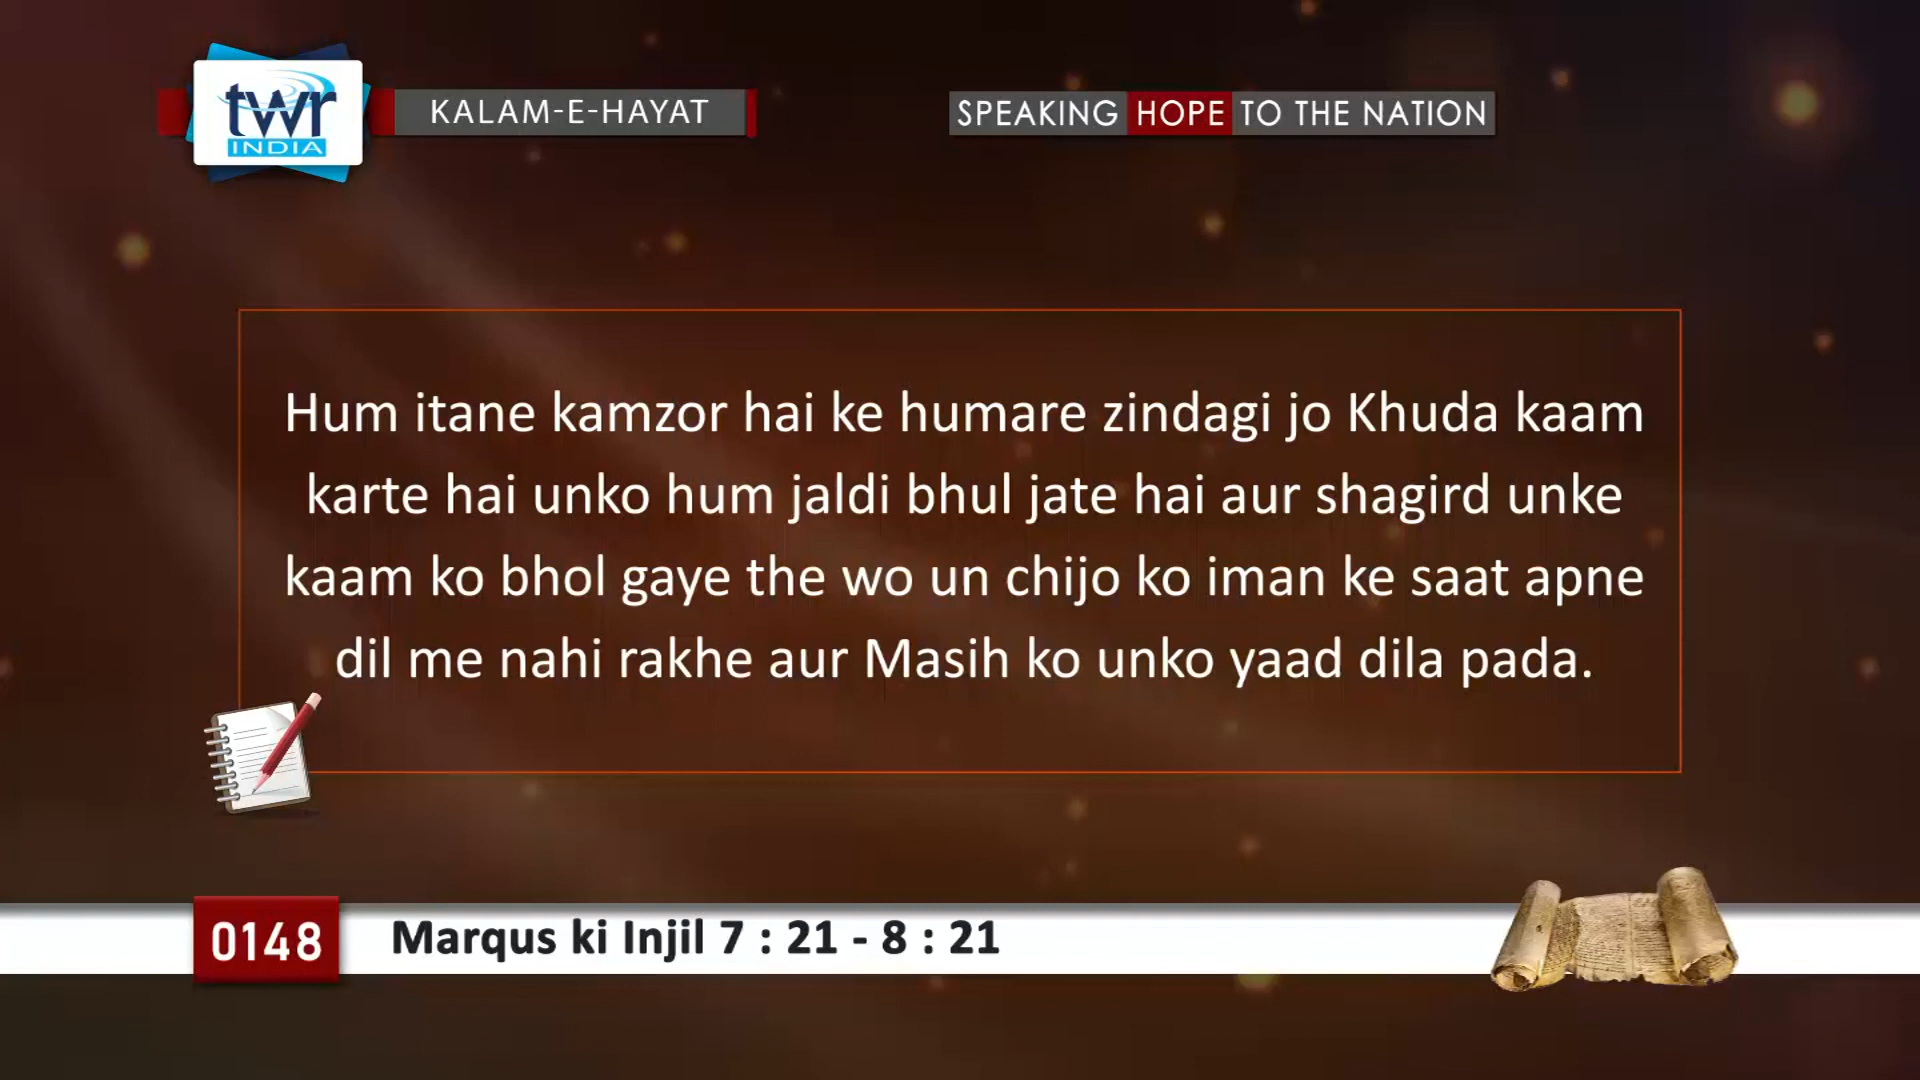 twr
INDIA
KALAM-E-HAYAT
SPEAKING HOPE TO THE NATION
Hum itane kamzor hai ke humare zindagi jo Khuda kaam
karte hai unko hum jaldi bhul jate hai aur shagird unke
kaam ko bhol gaye the wo un chijo ko iman ke saat apne
dil me nahi rakhe aur Masih ko unko yaad dila pada.
0148
Marqus ki Injil 7 : 21 - 8 : 21